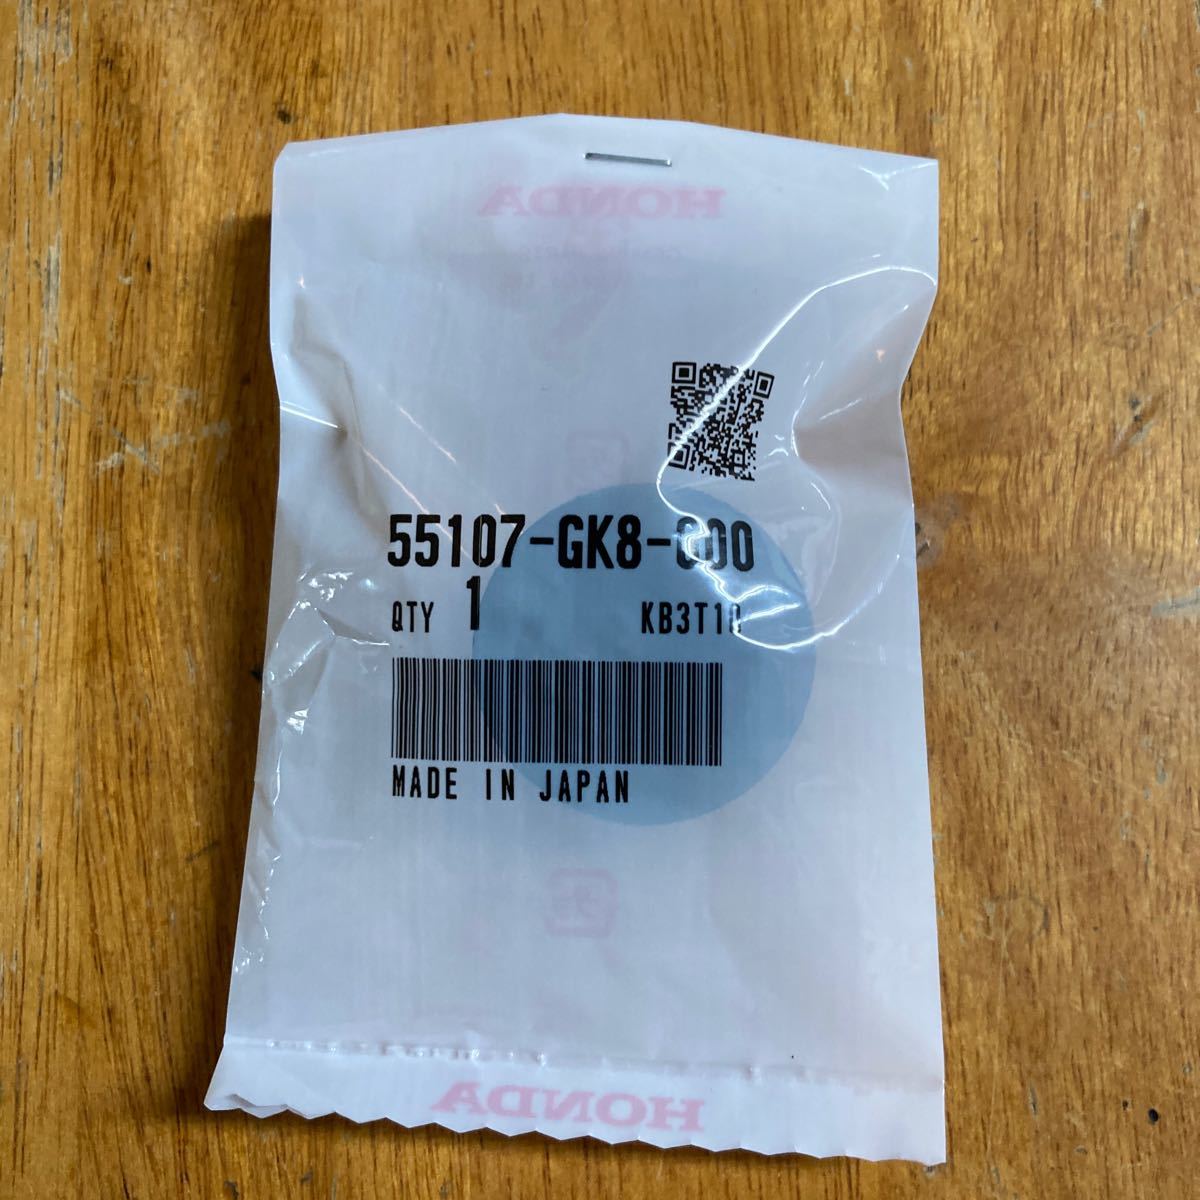 HONDA
55107-GK8-000
QTY 1 KB3T10
MADE IN JAPAN
HONDA